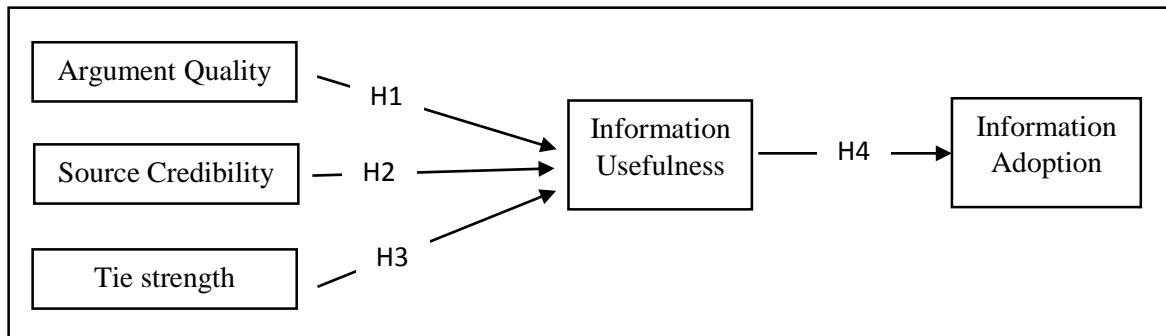 Argument Quality
H1
Source Credibility
H2
Tie strength
H3
Information
Usefulness
H4
Information
Adoption